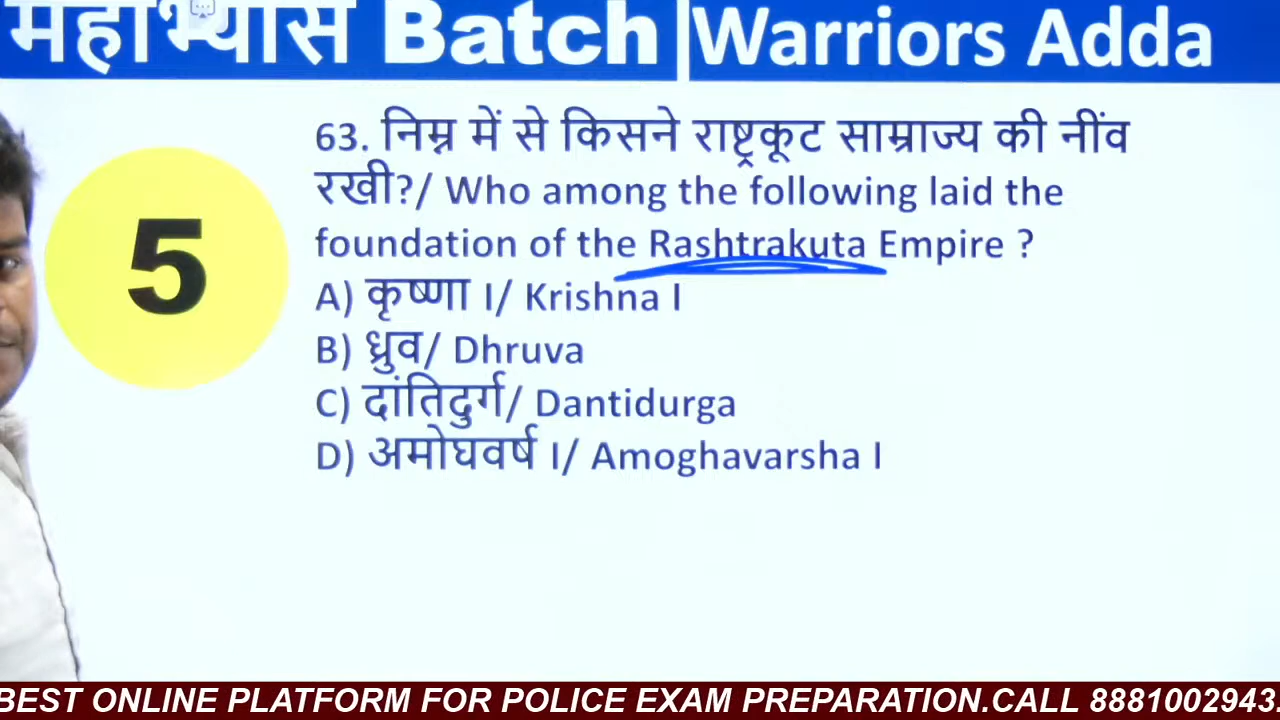 महाभ्यास Batch Warriors Adda
63. निम्न में से किसने राष्ट्रकूट साम्राज्य की नींव
रखी?/ Who among the following laid the
foundation of the Rashtrakuta Empire ?
5
A) कृष्णा I/ Krishna I
B) ध्रुव/ Dhruva
C) दांतिदुर्ग/ Dantidurga
D) अमोघवर्ष I/ Amoghavarsha I
BEST ONLINE PLATFORM FOR POLICE EXAM PREPARATION.CALL 8881002943.